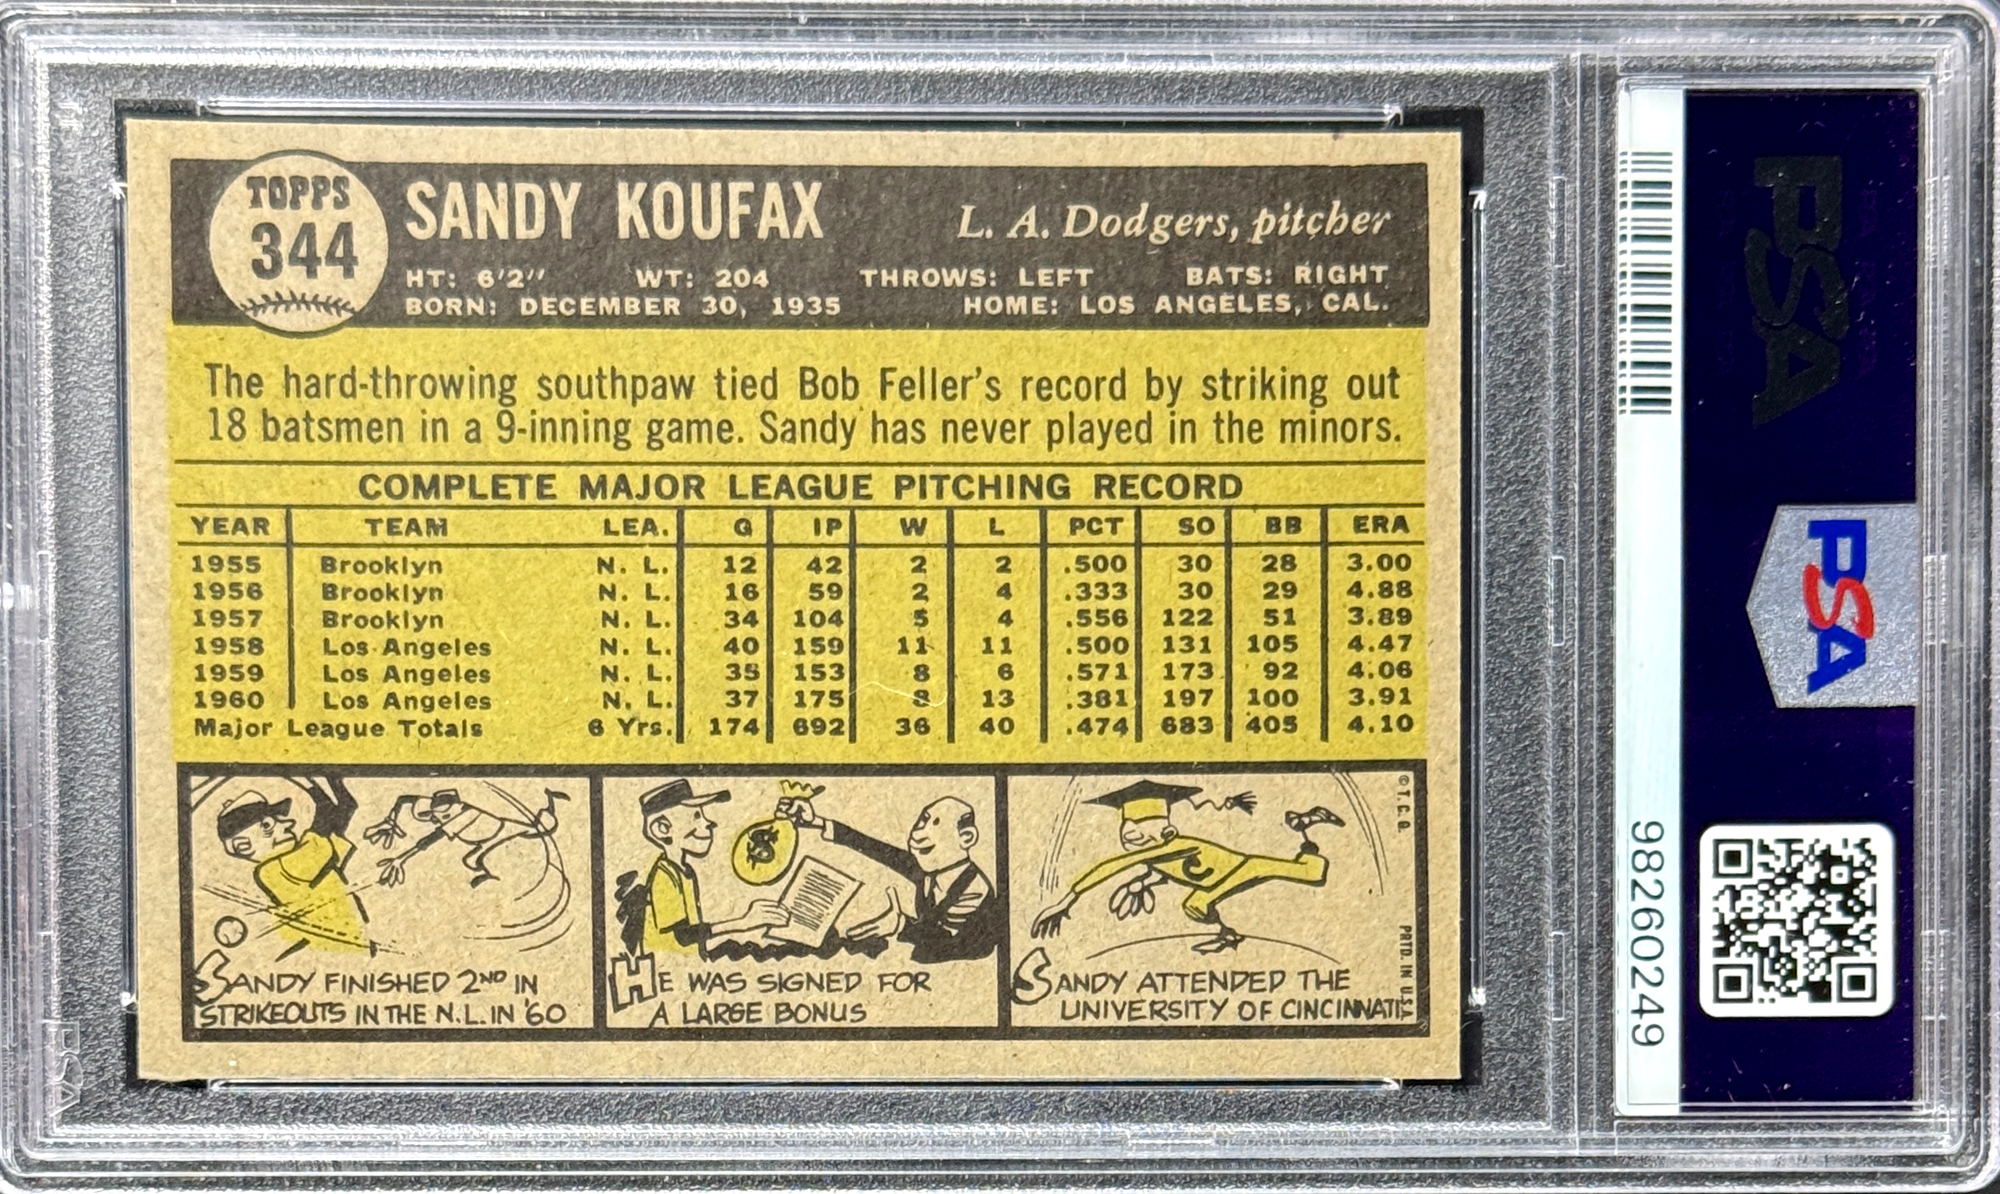 TOPPS
344
SANDY KOUFAX
L. A. Dodgers, pitcher
HT: 6'2" WT: 204 THROWS: LEFT BATS: RIGHT
BORN: DECEMBER 30, 1935 HOME: LOS ANGELES, CAL.
The hard-throwing southpaw tied Bob Feller's record by striking out
18 batsmen in a 9-inning game. Sandy has never played in the minors.
COMPLETE MAJOR LEAGUE PITCHING RECORD
YEAR TEAM LEA. G IP W L PCT SO BB ERA
1955 Brooklyn N. L. 12 42 2 2 .500 30 28 3.00
1956 Brooklyn N. L. 16 59 2 4 .333 30 29 4.88
1957 Brooklyn N. L. 34 104 5 4 .556 122 51 3.89
1958 Los Angeles N. L. 40 159 11 11 .500 131 105 4.47
1959 Los Angeles N. L. 35 153 8 6 .571 173 92 4.06
1960 Los Angeles N. L. 37 175 8 13 .381 197 100 3.91
Major League Totals 6 Yrs. 174 692 36 40 .474 683 405 4.10
SANDY FINISHED 2ND IN
STRIKEOUTS IN THE N.L. IN '60
$
HE WAS SIGNED FOR
A LARGE BONUS
C
SANDY ATTENDED THE
UNIVERSITY OF CINCINNATI
© T. C. G.
PRTD. IN U.S.A.
PSA
PSA
98260249
PSA